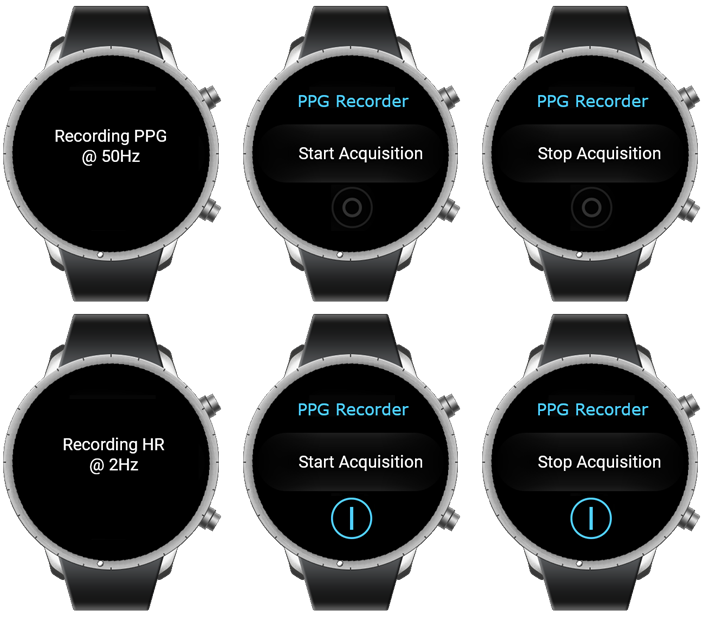 Recording PPG
@ 50Hz
PPG Recorder
Start Acquisition
PPG Recorder
Stop Acquisition
Recording HR
@ 2Hz
PPG Recorder
Start Acquisition
PPG Recorder
Stop Acquisition